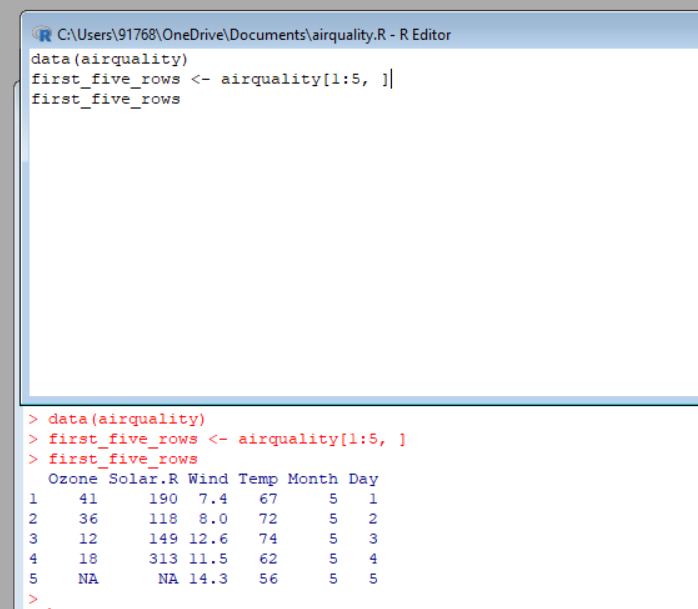 C:\Users\91768\OneDrive\Documents\airquality.R - R Editor
data(airquality)
first_five_rows <- airquality[1:5, ]
first_five_rows
> data(airquality)
> first_five_rows <- airquality[1:5, ]
> first_five_rows
  Ozone Solar.R Wind Temp Month Day
1    41     190  7.4   67     5   1
2    36     118  8.0   72     5   2
3    12     149 12.6   74     5   3
4    18     313 11.5   62     5   4
5    NA      NA 14.3   56     5   5
>